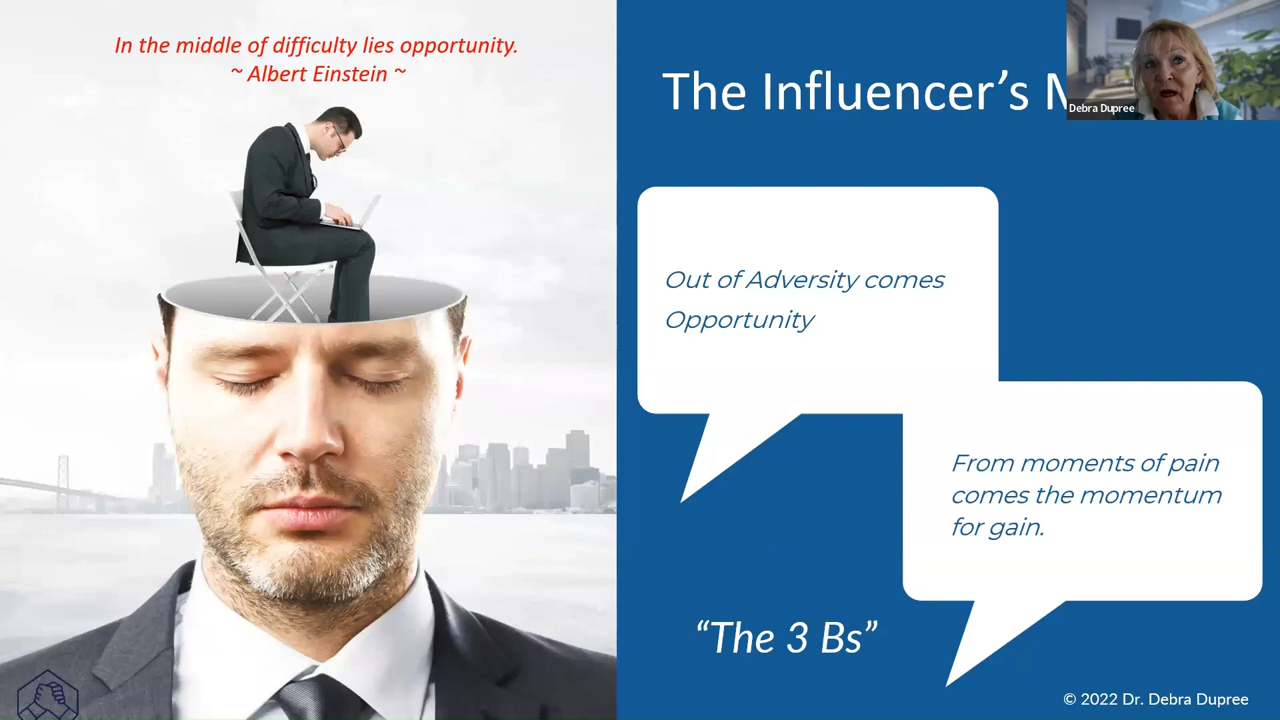 In the middle of difficulty lies opportunity.
~ Albert Einstein ~
The Influencer’s
Debra Dupree
Out of Adversity comes
Opportunity
From moments of pain
comes the momentum
for gain.
“The 3 Bs”
© 2022 Dr. Debra Dupree